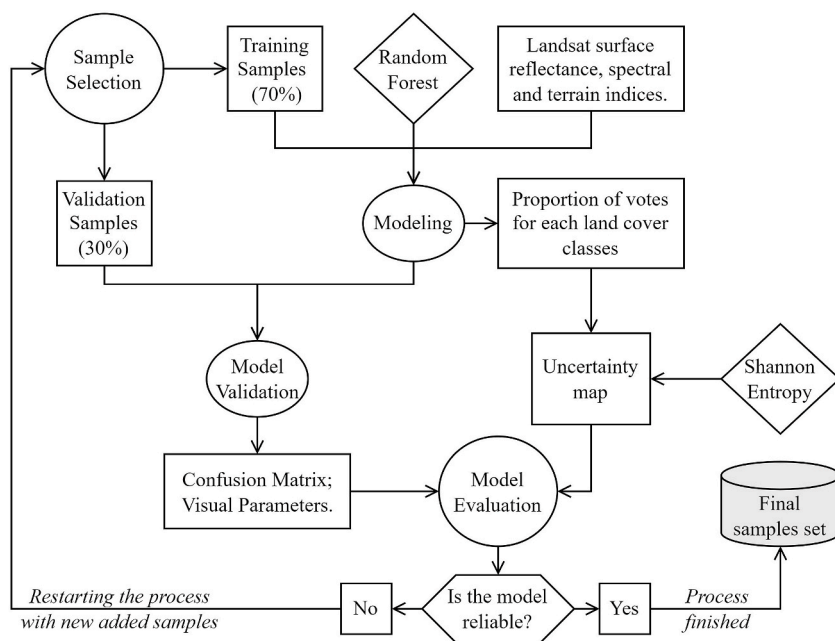 Sample
Selection
Training
Samples
(70%)
Random
Forest
Landsat surface
reflectance, spectral
and terrain indices.
Validation
Samples
(30%)
Modeling
Proportion of votes
for each land cover
classes
Model
Validation
Uncertainty
map
Shannon
Entropy
Confusion Matrix;
Visual Parameters.
Model
Evaluation
Final
samples set
Restarting the process
with new added samples
No
Is the model
reliable?
Yes
Process
finished